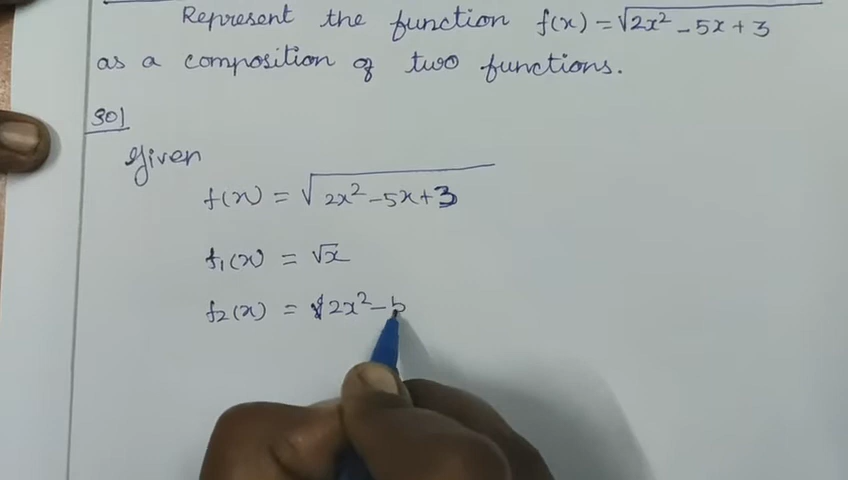 Represent the function f(x) = √2x² - 5x + 3
as a composition of two functions.
Sol
Given
f(x) = √2x² - 5x + 3
f₁(x) = √x
f₂(x) = 2x² - 5